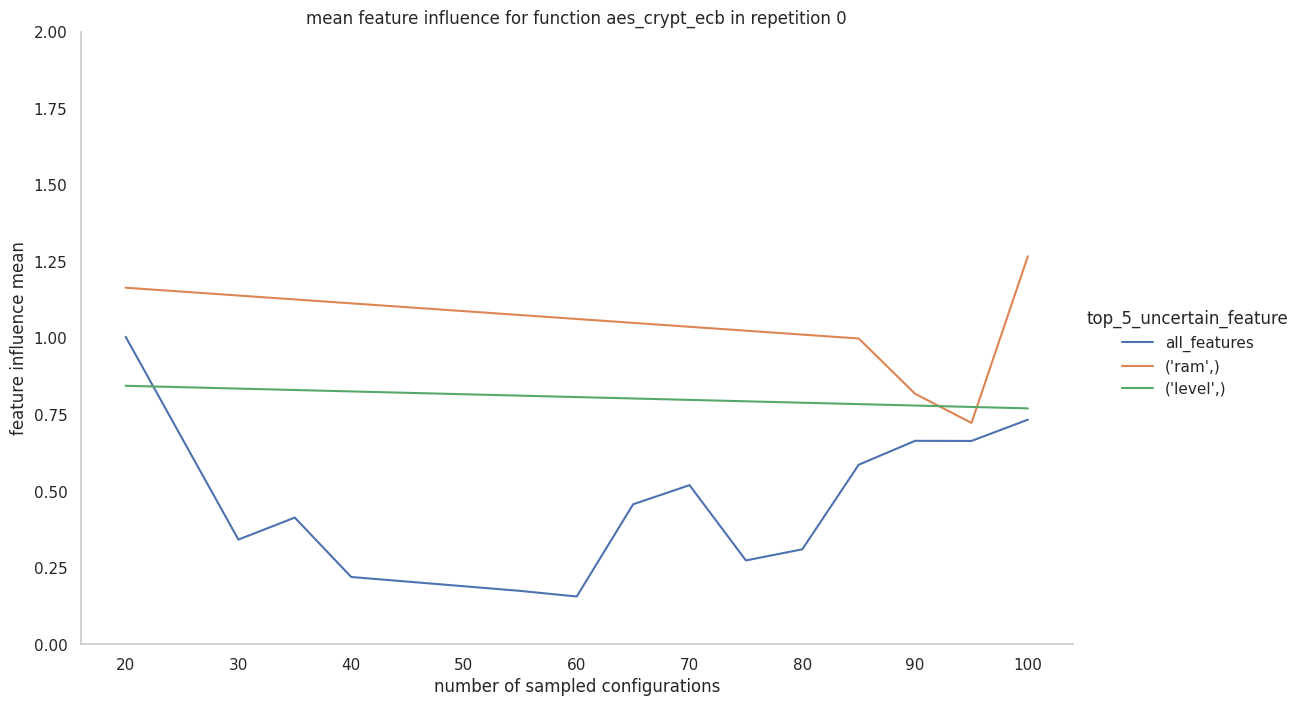 mean feature influence for function aes_crypt_ecb in repetition 0
2.00
1.75
1.50
1.25
1.00
0.75
0.50
0.25
0.00
feature influence mean
20 30 40 50 60 70 80 90 100
number of sampled configurations
top_5_uncertain_feature
all_features
('ram',)
('level',)